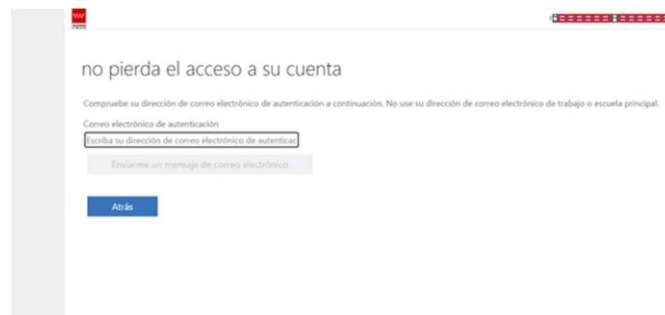 no pierda el acceso a su cuenta
Compruebe su dirección de correo electrónico de autenticación a continuación. No use su dirección de correo electrónico de trabajo o escuela principal.
Correo electrónico de autenticación
Escriba su dirección de correo electrónico de autenticac
Enviarme un mensaje de correo electrónico
Atrás